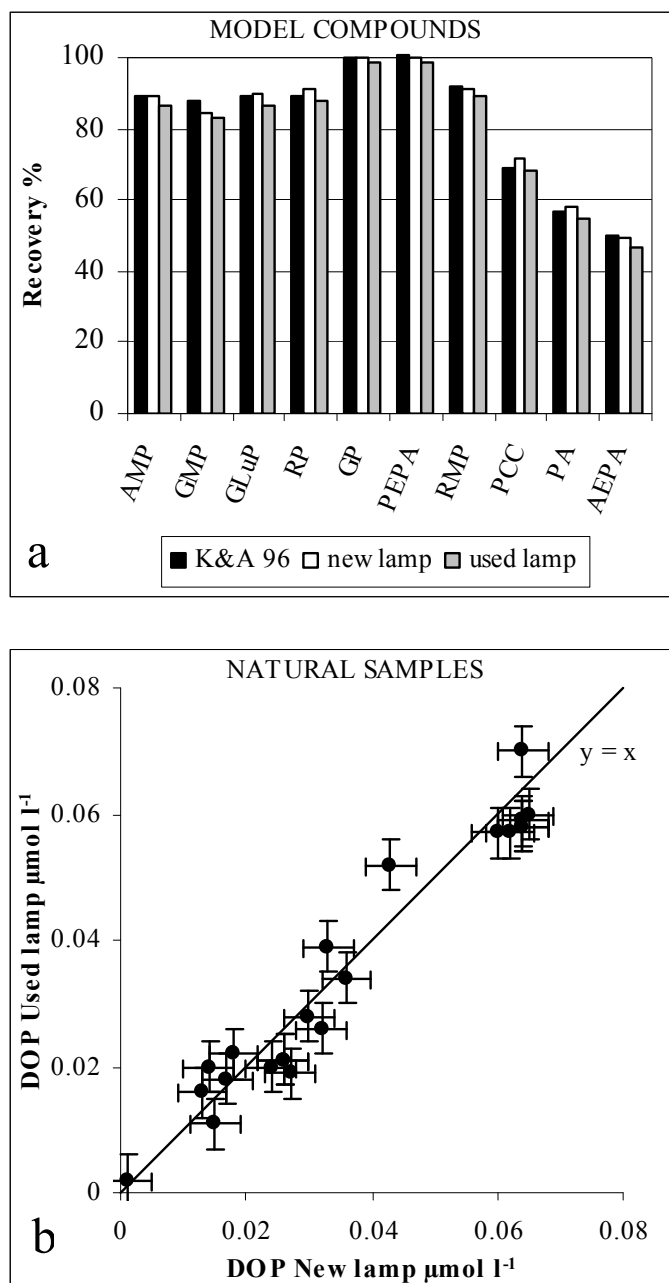 MODEL COMPOUNDS
100
80
60
40
20
0
Recovery %
AMP
GMP
GLuP
RP
GP
PEPA
RMP
PCC
PA
AEPA
K&A 96 new lamp used lamp
a
NATURAL SAMPLES
0.08
0.06
0.04
0.02
0
DOP Used lamp µmol l⁻¹
y = x
0 0.02 0.04 0.06 0.08
DOP New lamp µmol l⁻¹
b